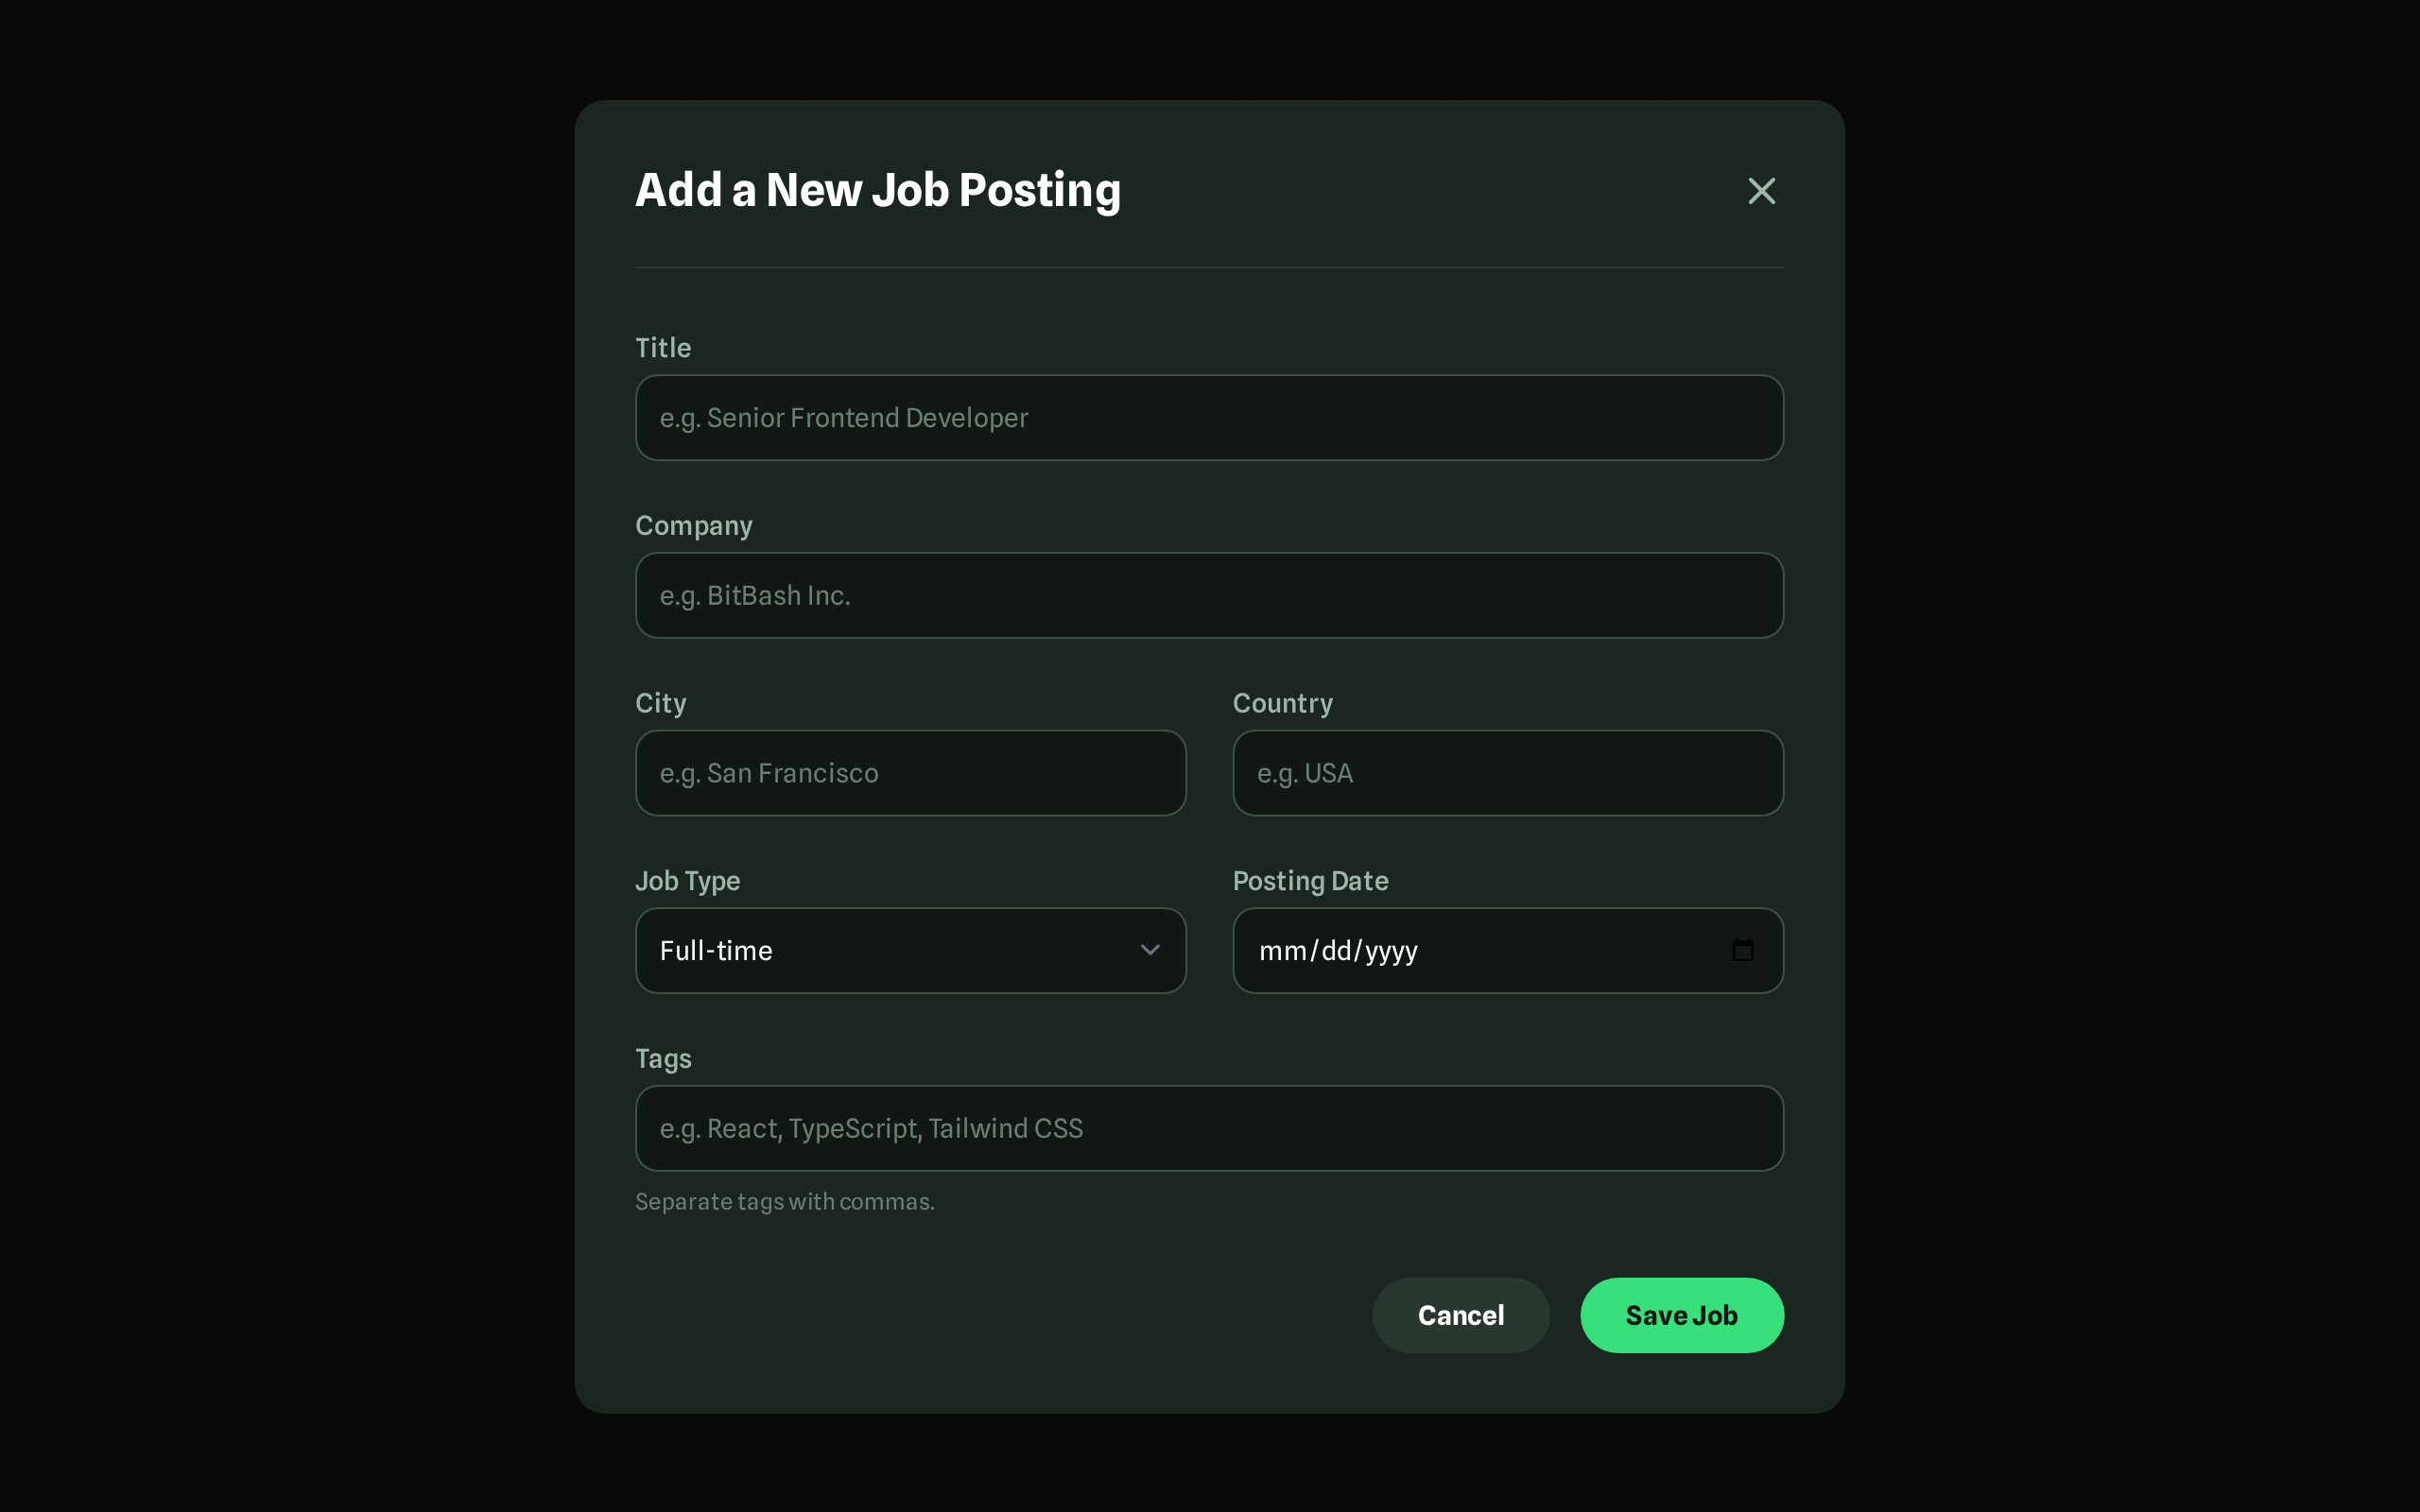 Add a New Job Posting
Title
e.g. Senior Frontend Developer
Company
e.g. BitBash Inc.
City
Country
e.g. San Francisco
e.g. USA
Job Type
Posting Date
Full-time
mm/dd/yyyy
Tags
e.g. React, TypeScript, Tailwind CSS
Separate tags with commas.
Cancel
Save Job